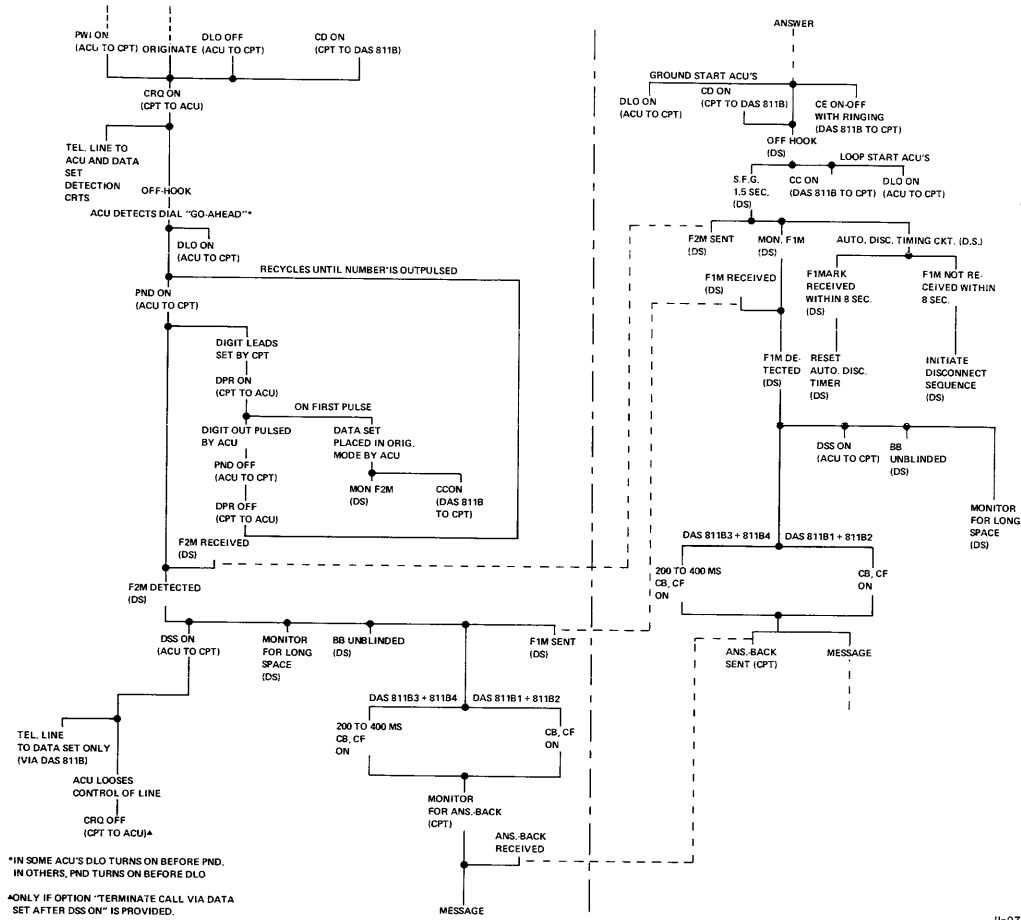 PWI ON
(ACU TO CPT)
ORIGINATE
DLO OFF
(ACU TO CPT)
CD ON
(CPT TO DAS 811B)
CRQ ON
(CPT TO ACU)
TEL. LINE TO
ACU AND DATA
SET
DETECTION
CRTS
OFF-HOOK
ACU DETECTS DIAL "GO-AHEAD"*
DLO ON
(ACU TO CPT)
RECYCLES UNTIL NUMBER IS OUTPULSED
PND ON
(ACU TO CPT)
DIGIT LEADS
SET BY CPT
DPR ON
(CPT TO ACU)
ON FIRST PULSE
DIGIT OUT PULSED
BY ACU
DATA SET
PLACED IN ORIG.
MODE BY ACU
PND OFF
(ACU TO CPT)
MON F2M
(DS)
CCON
(DAS 811B
TO CPT)
DPR OFF
(CPT TO ACU)
F2M RECEIVED
(DS)
F2M DETECTED
(DS)
DSS ON
(ACU TO CPT)
MONITOR
FOR LONG
SPACE
(DS)
BB UNBLINDED
(DS)
F1M SENT
(DS)
DAS 811B3 + 811B4
DAS 811B1 + 811B2
200 TO 400 MS
CB, CF
ON
CB, CF
ON
TEL. LINE
TO DATA SET ONLY
(VIA DAS 811B)
ACU LOOSES
CONTROL OF LINE
CRQ OFF
(CPT TO ACU)▲
MONITOR
FOR ANS.-BACK
(CPT)
ANS.-BACK
RECEIVED
MESSAGE
*IN SOME ACU'S DLO TURNS ON BEFORE PND.
IN OTHERS, PND TURNS ON BEFORE DLO
▲ONLY IF OPTION "TERMINATE CALL VIA DATA
SET AFTER DSS ON" IS PROVIDED.
ANSWER
GROUND START ACU'S
DLO ON
(ACU TO CPT)
CD ON
(CPT TO DAS 811B)
CE ON-OFF
WITH RINGING
(DAS 811B TO CPT)
OFF HOOK
(DS)
LOOP START ACU'S
S.F.G.
1.5 SEC.
(DS)
CC ON
(DAS 811B TO CPT)
DLO ON
(ACU TO CPT)
F2M SENT
(DS)
MON. F1M
(DS)
AUTO. DISC. TIMING CKT. (D.S.)
F1M RECEIVED
(DS)
F1MARK
RECEIVED
WITHIN 8 SEC.
(DS)
F1M NOT RE-
CEIVED WITHIN
8 SEC.
F1M DE-
TECTED
(DS)
RESET
AUTO. DISC.
TIMER
(DS)
INITIATE
DISCONNECT
SEQUENCE
(DS)
DSS ON
(ACU TO CPT)
BB
UNBLINDED
(DS)
MONITOR
FOR LONG
SPACE
(DS)
DAS 811B3 + 811B4
DAS 811B1 + 811B2
200 TO 400 MS
CB, CF
ON
CB, CF
ON
ANS.-BACK
SENT (CPT)
MESSAGE